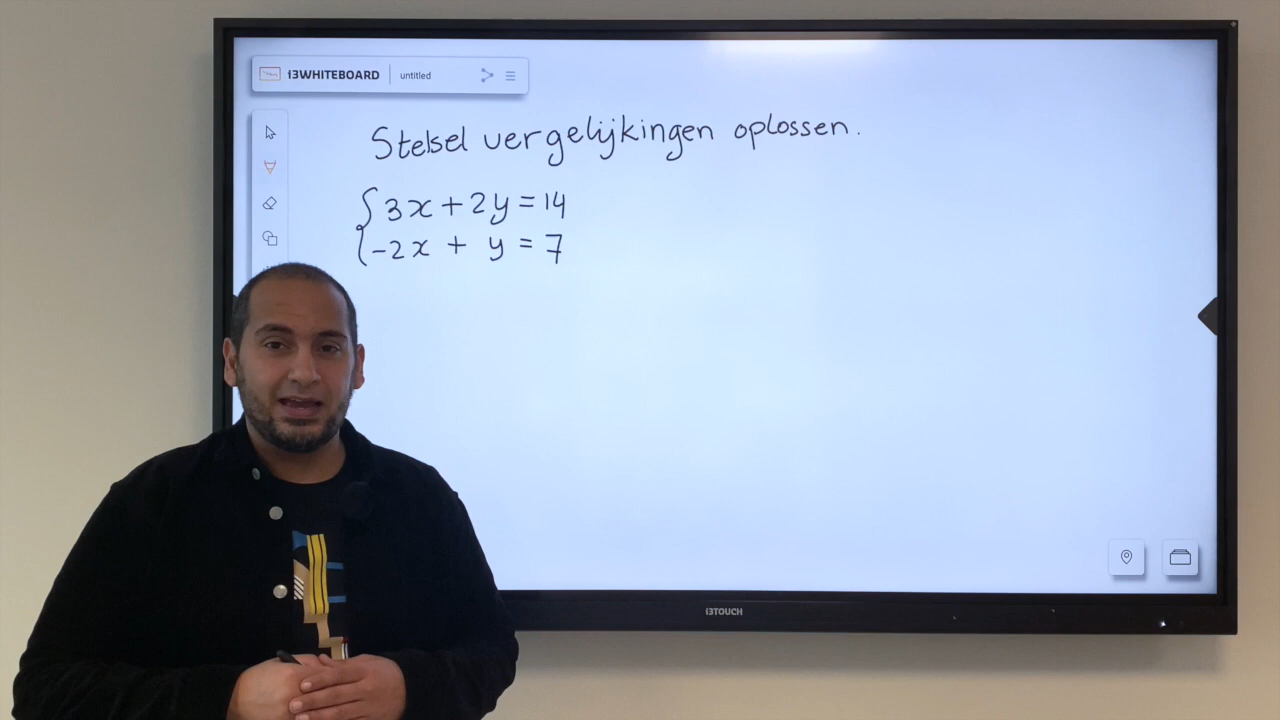 i3WHITEBOARD untitled
Stelsel vergelijkingen oplossen.
3x + 2y = 14
-2x + y = 7
i3TOUCH